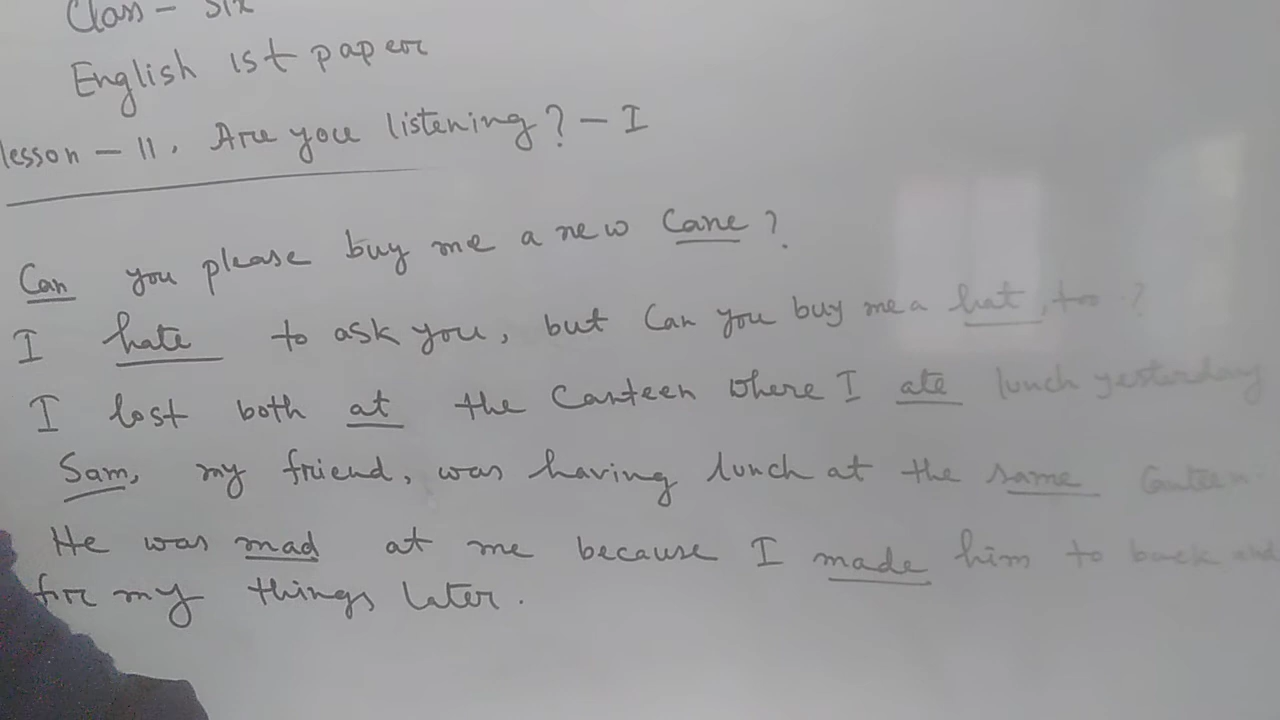 Class - Six
English 1st paper
lesson - 11. Are you listening? - I
Can you please buy me a new Cane?
I hate to ask you, but Can you buy me a hat, too?
I lost both at the Canteen where I ate lunch yesterday
Sam, my friend, was having lunch at the same Canteen.
He was mad at me because I made him to back and
for my things later.